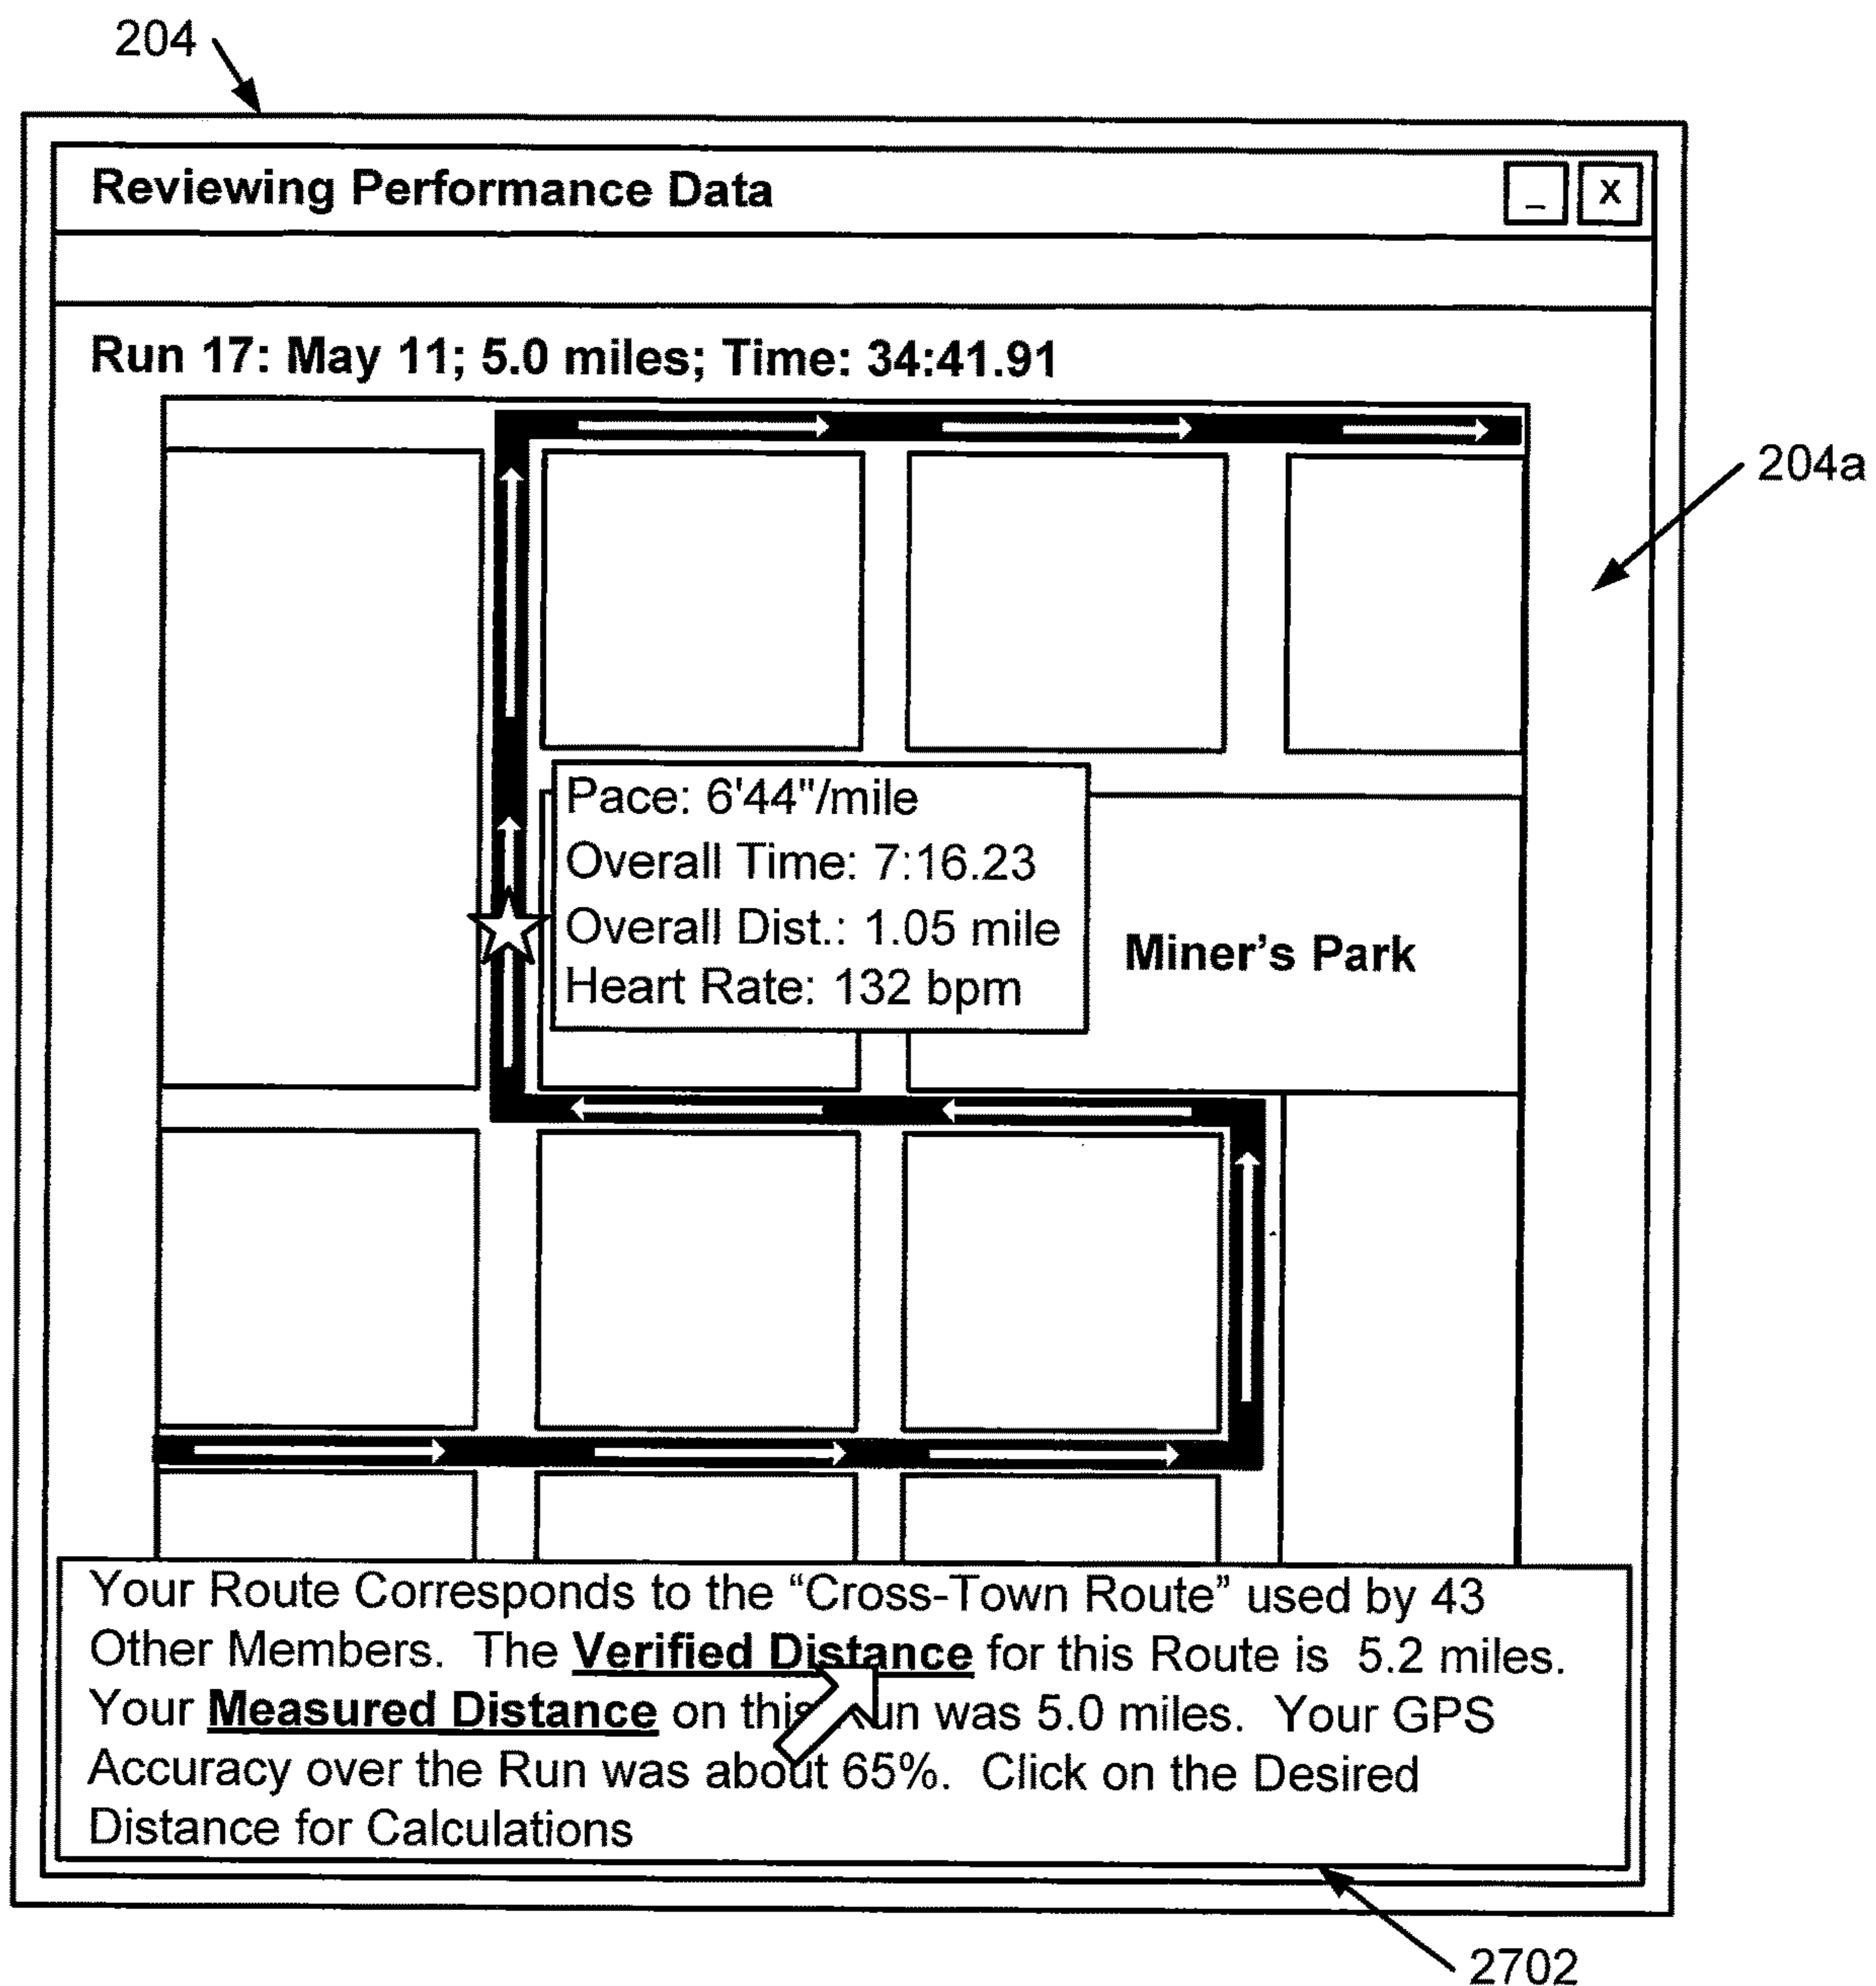 204
Reviewing Performance Data
_ X
Run 17: May 11; 5.0 miles; Time: 34:41.91
204a
Pace: 6'44"/mile
Overall Time: 7:16.23
Overall Dist.: 1.05 mile
Heart Rate: 132 bpm
Miner's Park
Your Route Corresponds to the “Cross-Town Route” used by 43
Other Members. The Verified Distance for this Route is 5.2 miles.
Your Measured Distance on this Run was 5.0 miles. Your GPS
Accuracy over the Run was about 65%. Click on the Desired
Distance for Calculations
2702